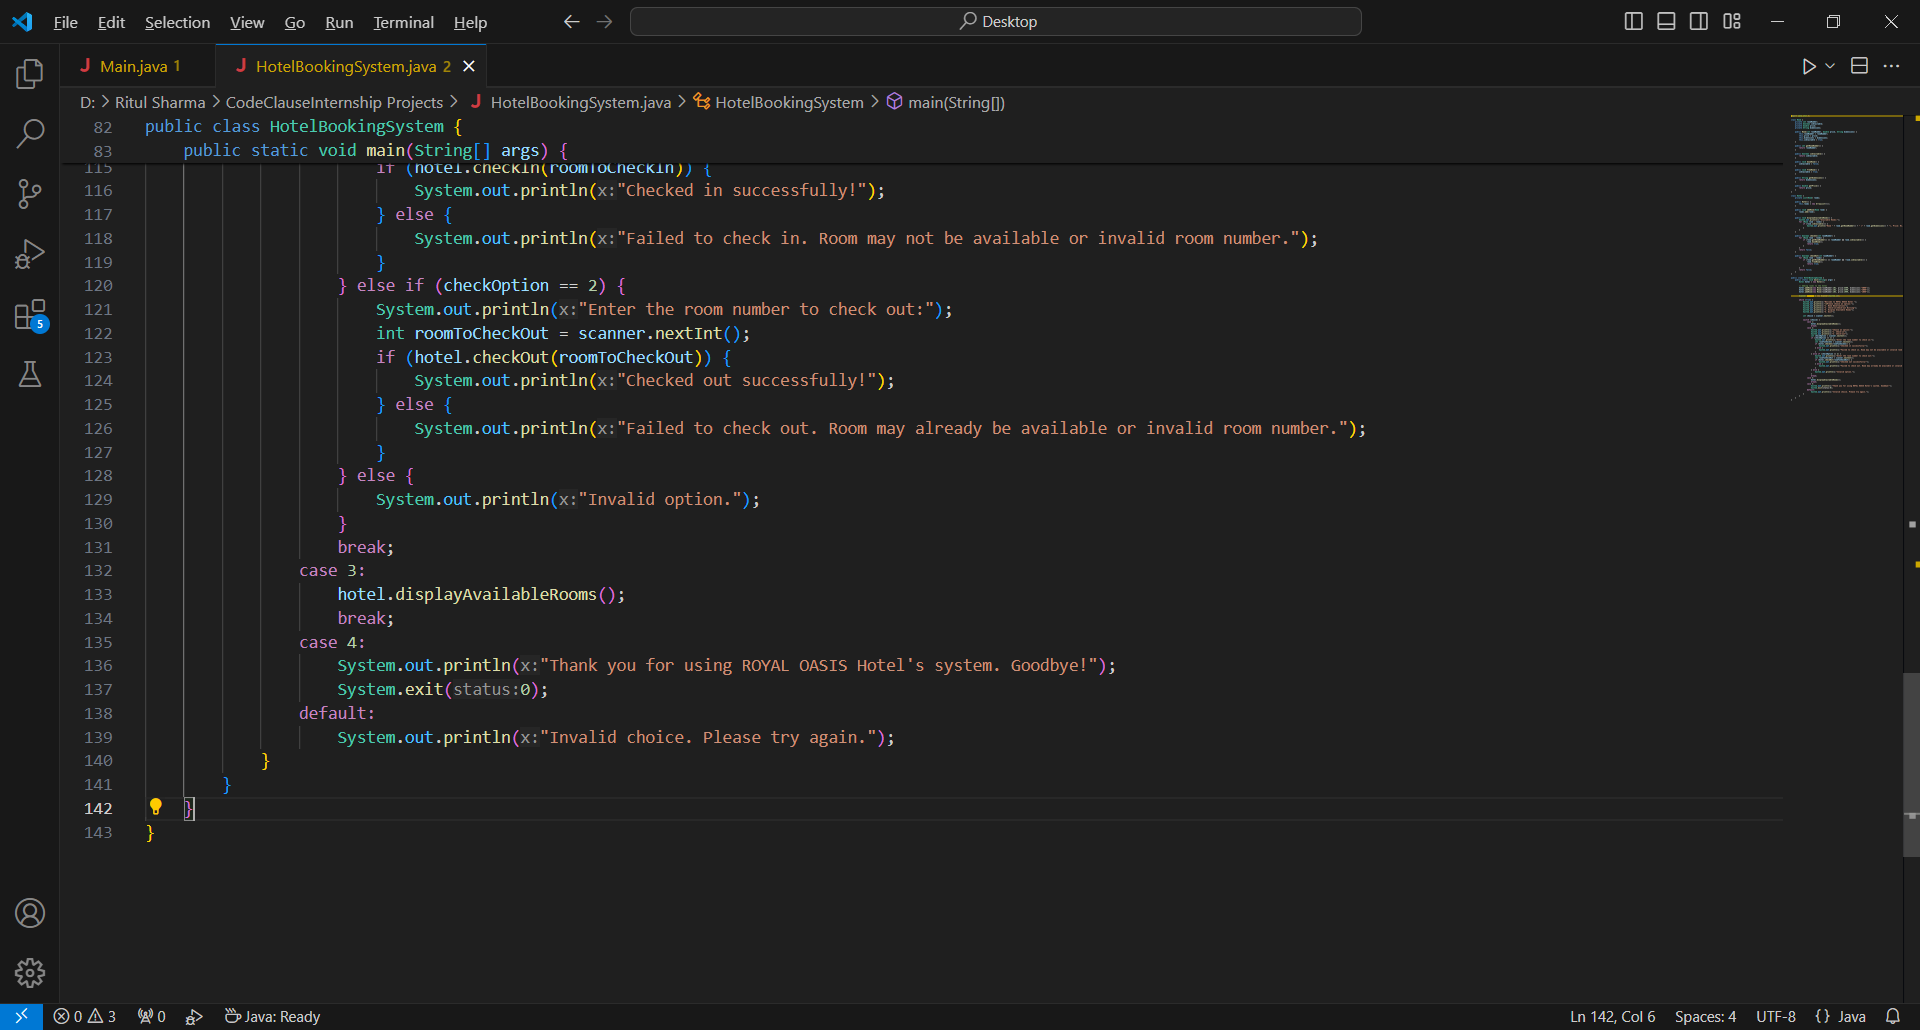 File Edit Selection View Go Run Terminal Help Desktop
Main.java 1 HotelBookingSystem.java 2
D: > Ritul Sharma > CodeClauseInternship Projects > HotelBookingSystem.java > HotelBookingSystem > main(String[])
82 public class HotelBookingSystem {
83 public static void main(String[] args) {
115 if (hotel.checkIn(roomToCheckIn)) {
116 System.out.println(x:"Checked in successfully!");
117 } else {
118 System.out.println(x:"Failed to check in. Room may not be available or invalid room number.");
119 }
120 } else if (checkOption == 2) {
121 System.out.println(x:"Enter the room number to check out:");
122 int roomToCheckOut = scanner.nextInt();
123 if (hotel.checkOut(roomToCheckOut)) {
124 System.out.println(x:"Checked out successfully!");
125 } else {
126 System.out.println(x:"Failed to check out. Room may already be available or invalid room number.");
127 }
128 } else {
129 System.out.println(x:"Invalid option.");
130 }
131 break;
132 case 3:
133 hotel.displayAvailableRooms();
134 break;
135 case 4:
136 System.out.println(x:"Thank you for using ROYAL OASIS Hotel's system. Goodbye!");
137 System.exit(status:0);
138 default:
139 System.out.println(x:"Invalid choice. Please try again.");
140 }
141 }
142 }
143 }
5
0 3 0 Java: Ready Ln 142, Col 6 Spaces: 4 UTF-8 {} Java